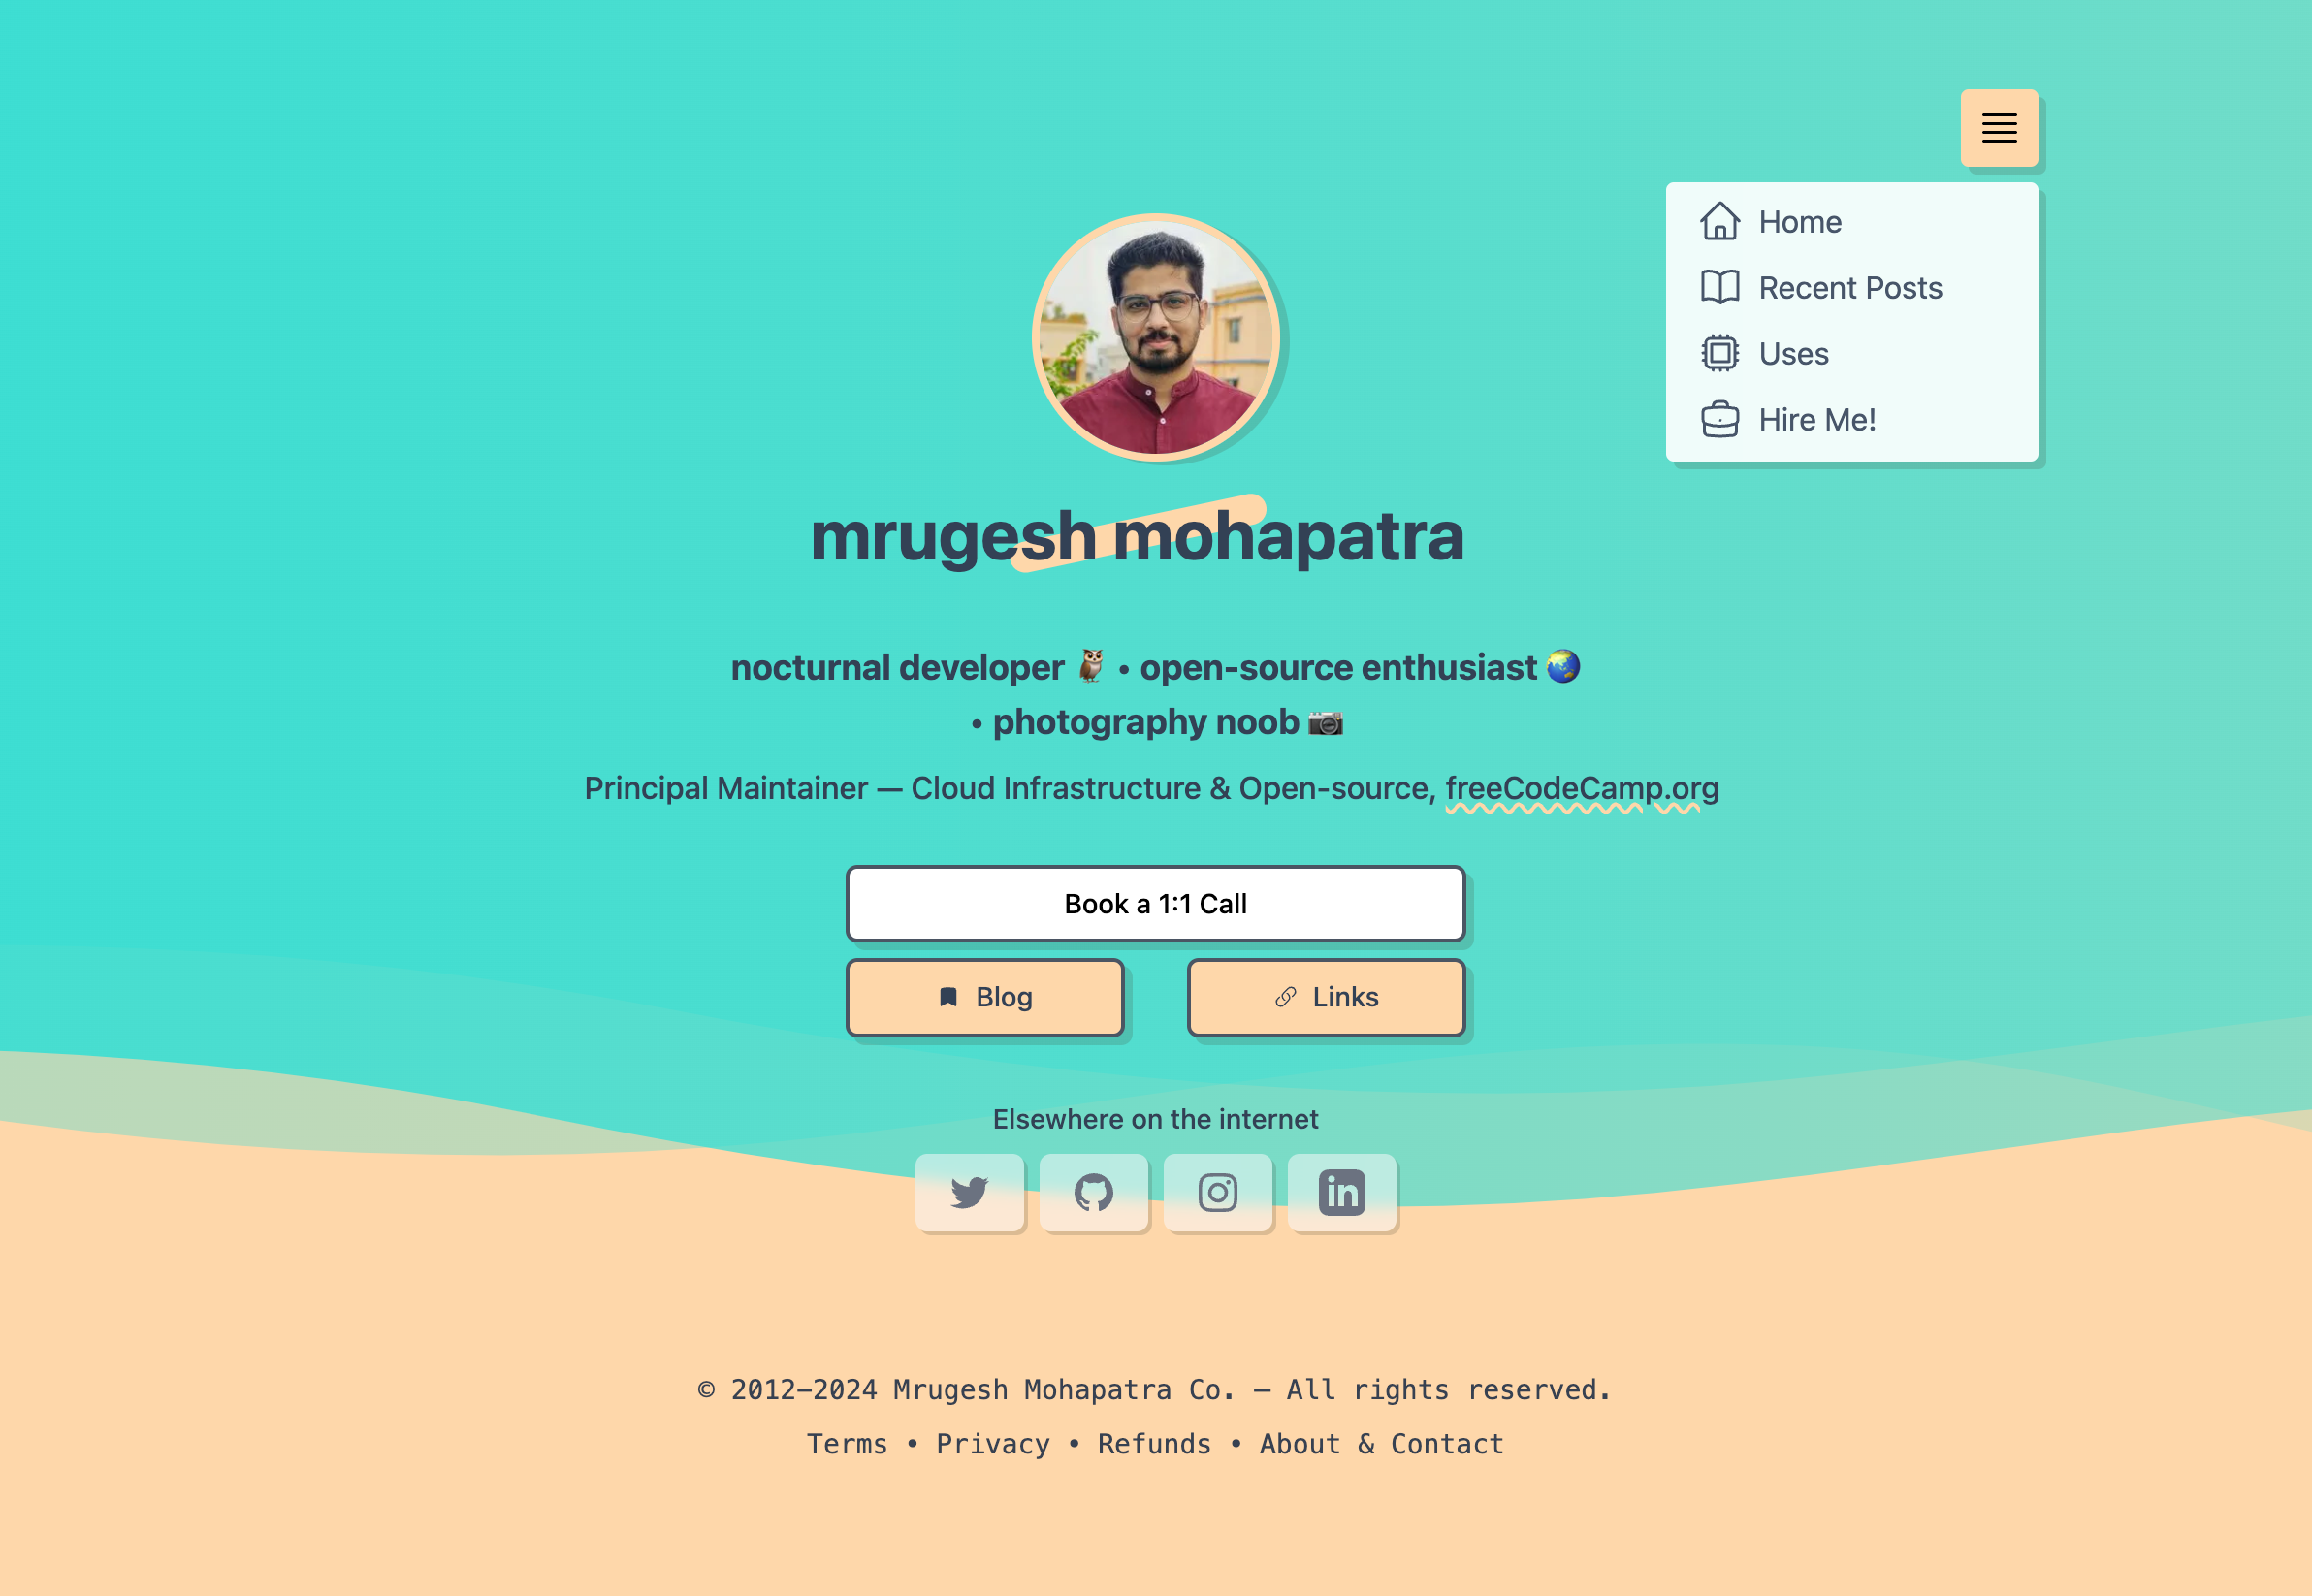 Home
Recent Posts
Uses
Hire Me!
mrugesh mohapatra
nocturnal developer 🦉 • open-source enthusiast 🌏
• photography noob 📷
Principal Maintainer — Cloud Infrastructure & Open-source, freeCodeCamp.org
Book a 1:1 Call
Blog
Links
Elsewhere on the internet
in
© 2012—2024 Mrugesh Mohapatra Co. — All rights reserved.
Terms • Privacy • Refunds • About & Contact